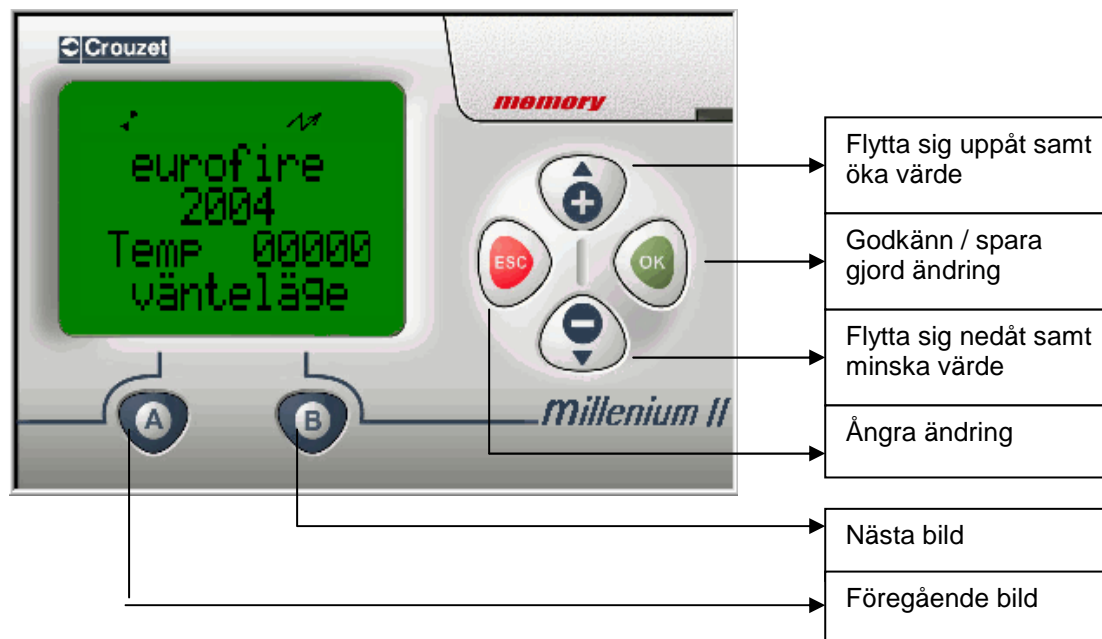 Crouzet
memory
eurofire
2004
Temp 00000
vänteläge
ESC
OK
A
B
millenium II
Flytta sig uppåt samt
öka värde
Godkänn / spara
gjord ändring
Flytta sig nedåt samt
minska värde
Ångra ändring
Nästa bild
Föregående bild